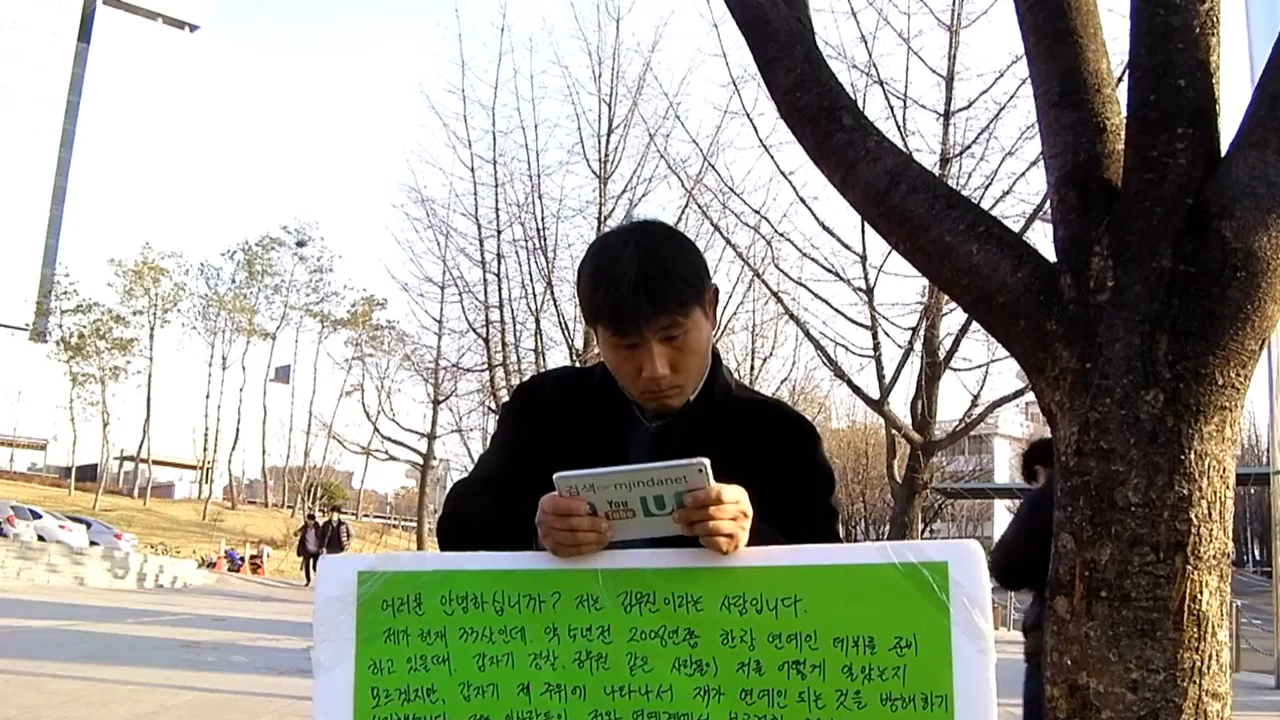 검색 mjindanet
You
Tube
여러분 안녕하십니까? 저는 김무진이라는 사람입니다.
제가 현재 33살인데. 약 5년전 2008년쯤 한창 연예인 데뷔를 준비
하고 있을때. 갑자기 경찰. 공무원 같은 사람들이 저를 어떻게 알았는지
모르겠지만, 갑자기 제 주위에 나타나서 제가 연예인 되는 것을 방해하기